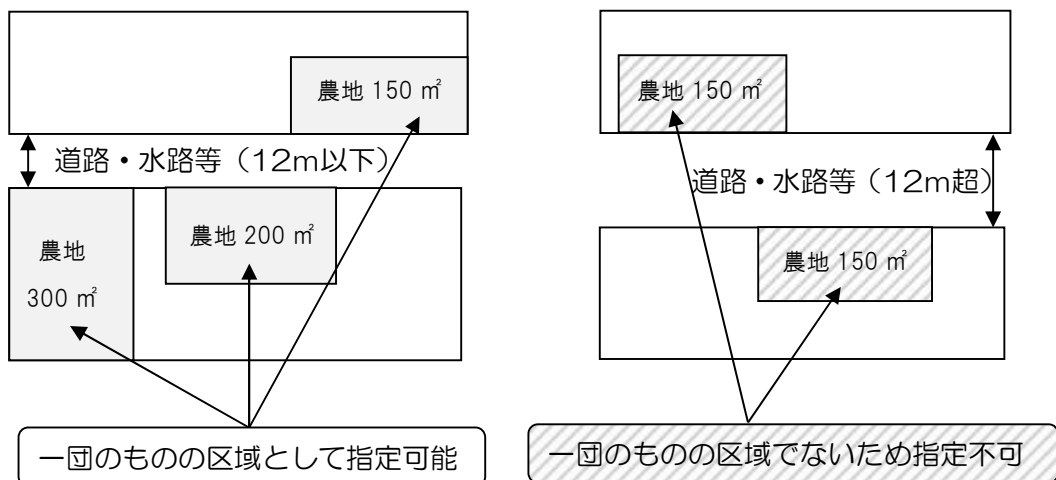 農地 150 ㎡
道路・水路等（12m以下）
農地
300 ㎡
農地 200 ㎡
一団のものの区域として指定可能
農地 150 ㎡
道路・水路等（12m超）
農地 150 ㎡
一団のものの区域でないため指定不可